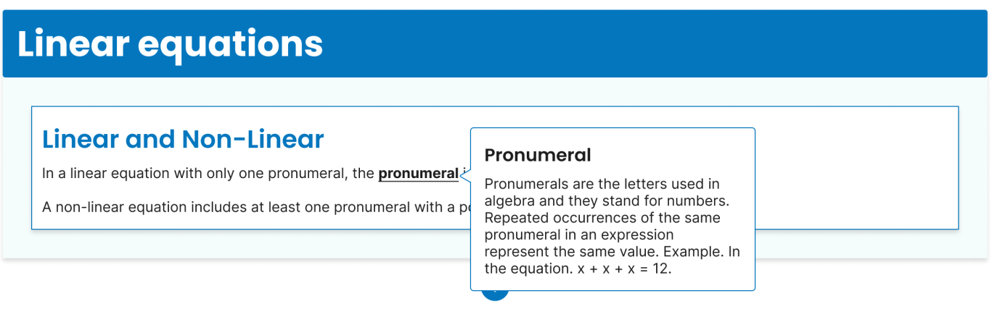 Linear equations
Linear and Non-Linear
In a linear equation with only one pronumeral, the pronumeral
A non-linear equation includes at least one pronumeral with a
Pronumeral
Pronumerals are the letters used in
algebra and they stand for numbers.
Repeated occurrences of the same
pronumeral in an expression
represent the same value. Example. In
the equation. x + x + x = 12.